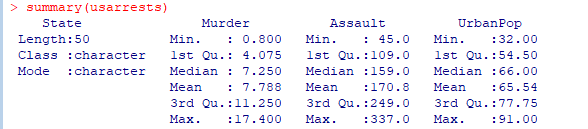 > summary(usarrests)
    State               Murder          Assault         UrbanPop
 Length:50          Min.   : 0.800   Min.   : 45.0   Min.   :32.00
 Class :character   1st Qu.: 4.075   1st Qu.:109.0   1st Qu.:54.50
 Mode  :character   Median : 7.250   Median :159.0   Median :66.00
                    Mean   : 7.788   Mean   :170.8   Mean   :65.54
                    3rd Qu.:11.250   3rd Qu.:249.0   3rd Qu.:77.75
                    Max.   :17.400   Max.   :337.0   Max.   :91.00